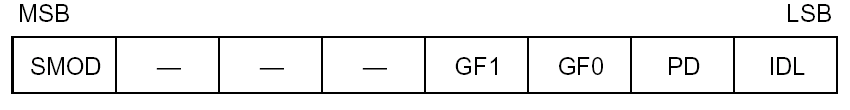 MSB LSB
SMOD — — — GF1 GF0 PD IDL